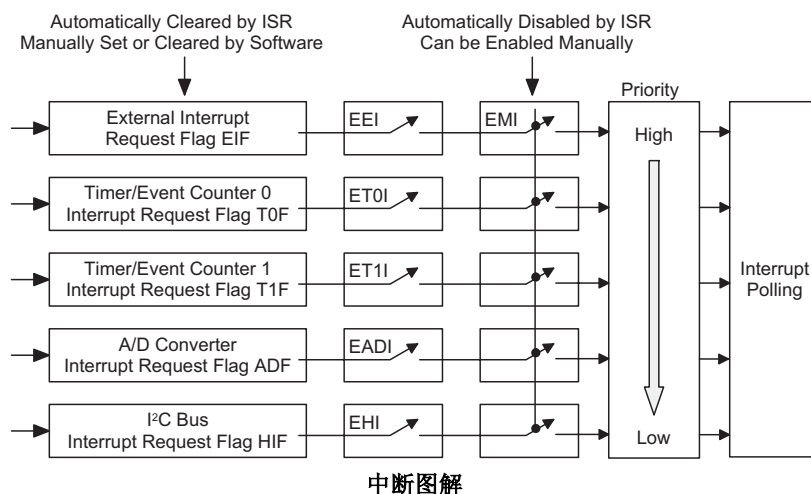 Automatically Cleared by ISR
Manually Set or Cleared by Software
Automatically Disabled by ISR
Can be Enabled Manually
Priority
External Interrupt
Request Flag EIF
EEI
EMI
High
Timer/Event Counter 0
Interrupt Request Flag T0F
ET0I
Timer/Event Counter 1
Interrupt Request Flag T1F
ET1I
Interrupt
Polling
A/D Converter
Interrupt Request Flag ADF
EADI
I²C Bus
Interrupt Request Flag HIF
EHI
Low
中断图解